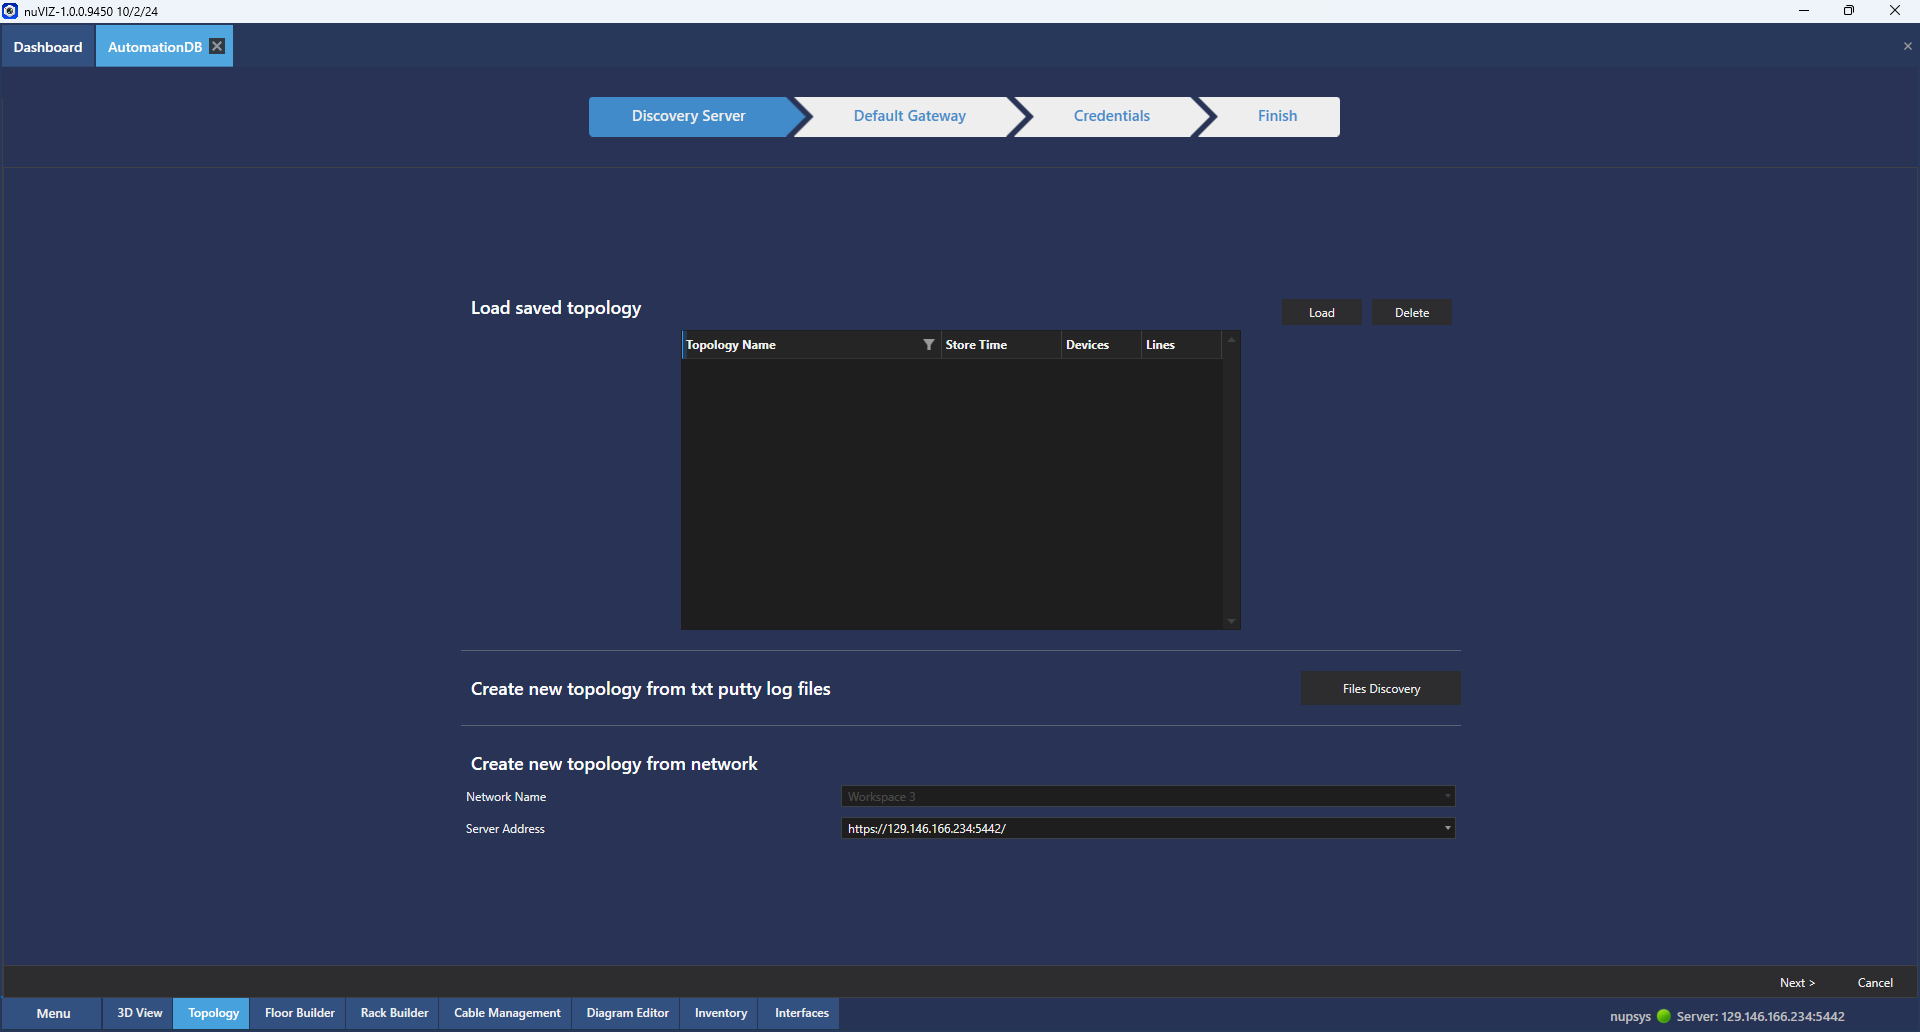 nuVIZ-1.0.0.9450 10/2/24
Dashboard AutomationDB
Discovery Server Default Gateway Credentials Finish
Load saved topology
Load Delete
Topology Name Store Time Devices Lines
Create new topology from txt putty log files
Files Discovery
Create new topology from network
Network Name Workspace 3
Server Address https://129.146.166.234:5442/
Next > Cancel
Menu 3D View Topology Floor Builder Rack Builder Cable Management Diagram Editor Inventory Interfaces
nupsys Server: 129.146.166.234:5442